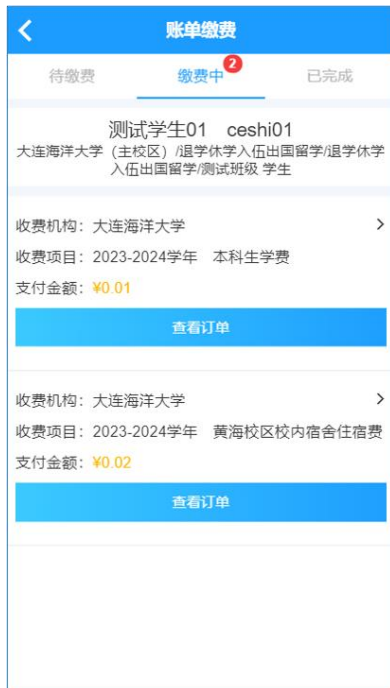 账单缴费
待缴费 缴费中 2 已完成
测试学生01 ceshi01
大连海洋大学（主校区）/退学休学入伍出国留学/退学休学
入伍出国留学/测试班级 学生
收费机构：大连海洋大学
收费项目：2023-2024学年 本科生学费
支付金额：¥0.01
查看订单
收费机构：大连海洋大学
收费项目：2023-2024学年 黄海校区校内宿舍住宿费
支付金额：¥0.02
查看订单